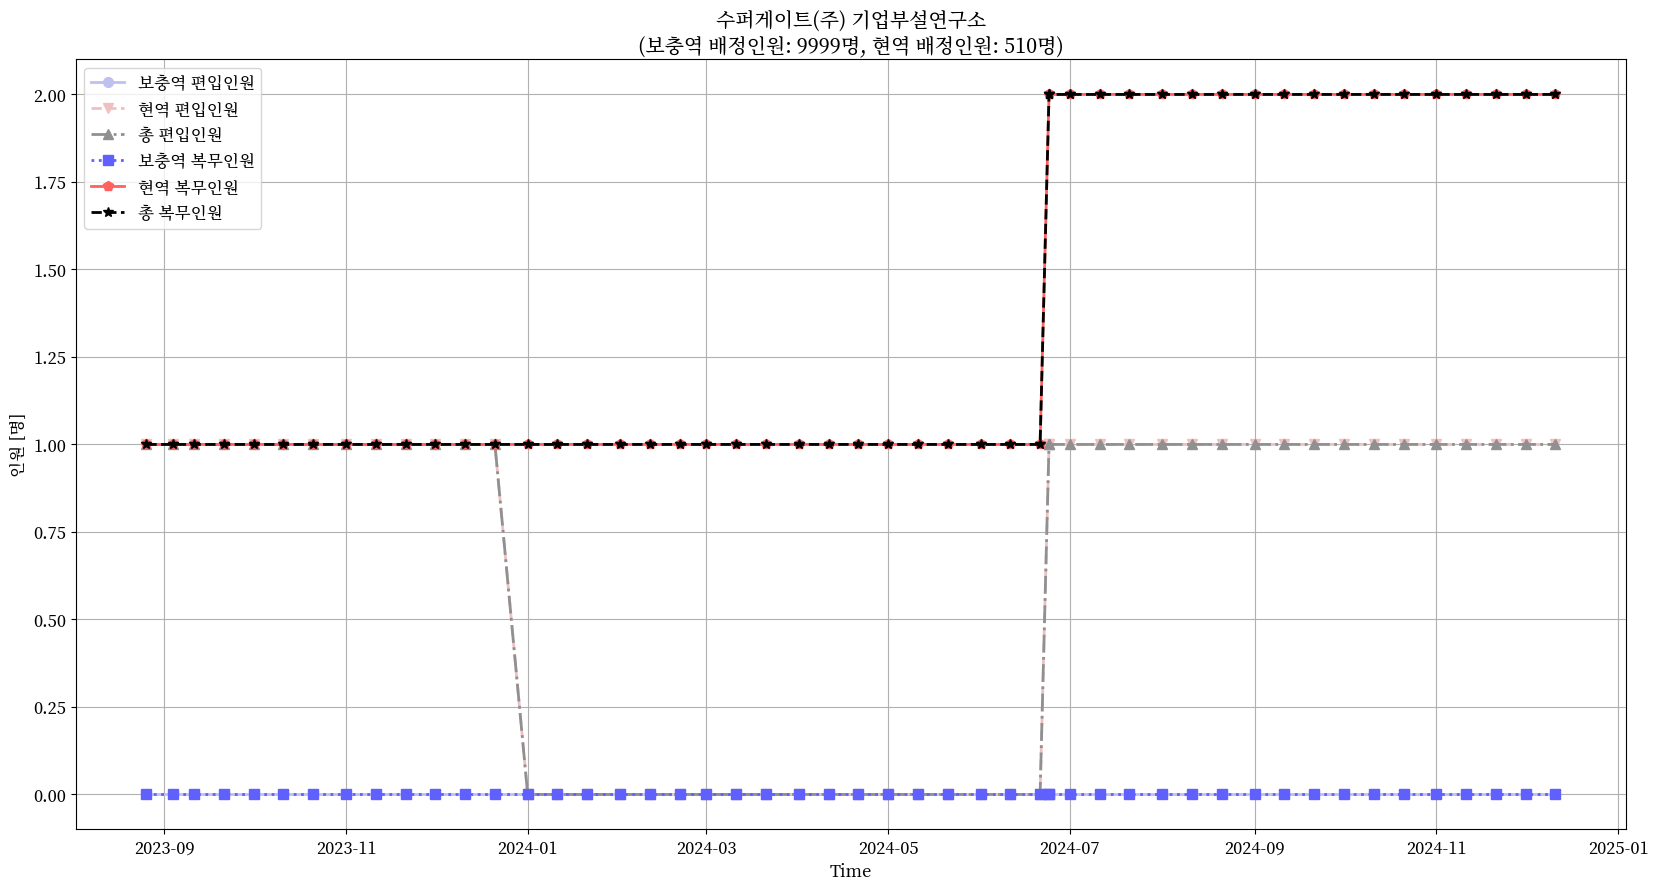 수퍼게이트(주) 기업부설연구소
(보충역 배정인원: 9999명, 현역 배정인원: 510명)
보충역 편입인원
현역 편입인원
총 편입인원
보충역 복무인원
현역 복무인원
총 복무인원
2.00
1.75
1.50
1.25
1.00
0.75
0.50
0.25
0.00
인원 [명]
2023-09 2023-11 2024-01 2024-03 2024-05 2024-07 2024-09 2024-11 2025-01
Time